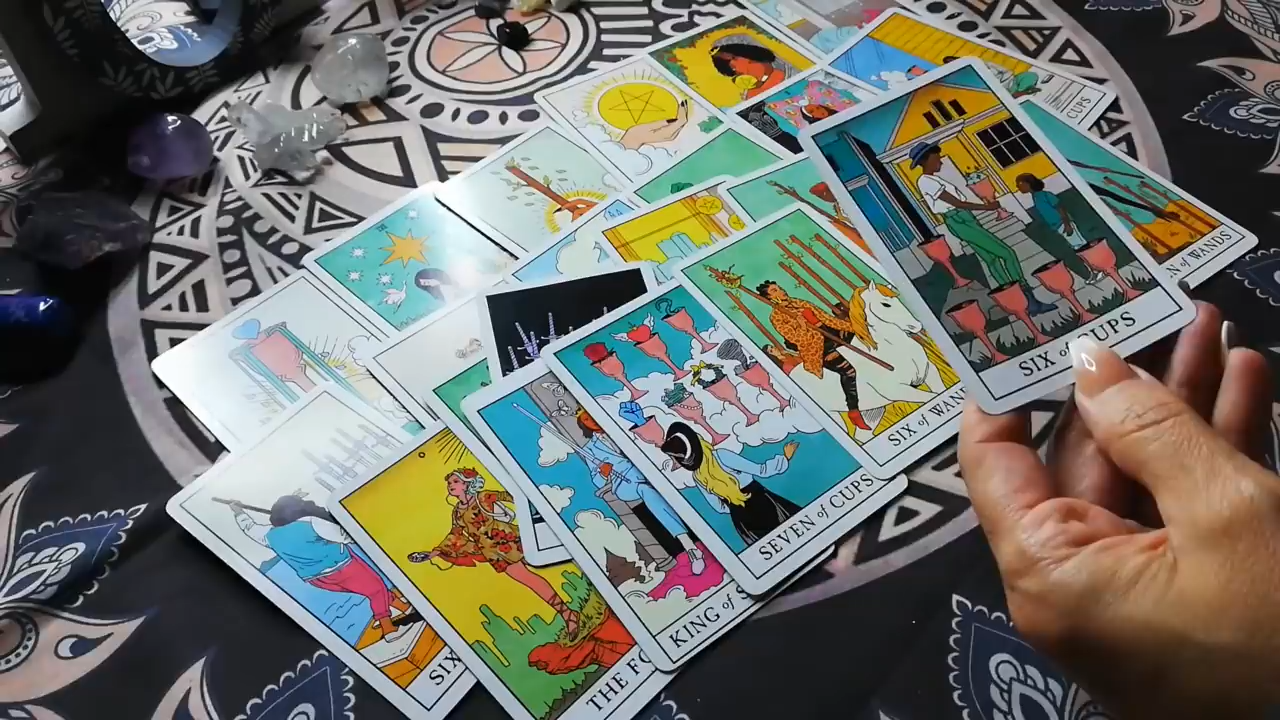 CUPS
N of WANDS
SIX of CUPS
SIX of WAN
SEVEN of CUPS
KING of S
THE FO
SIX